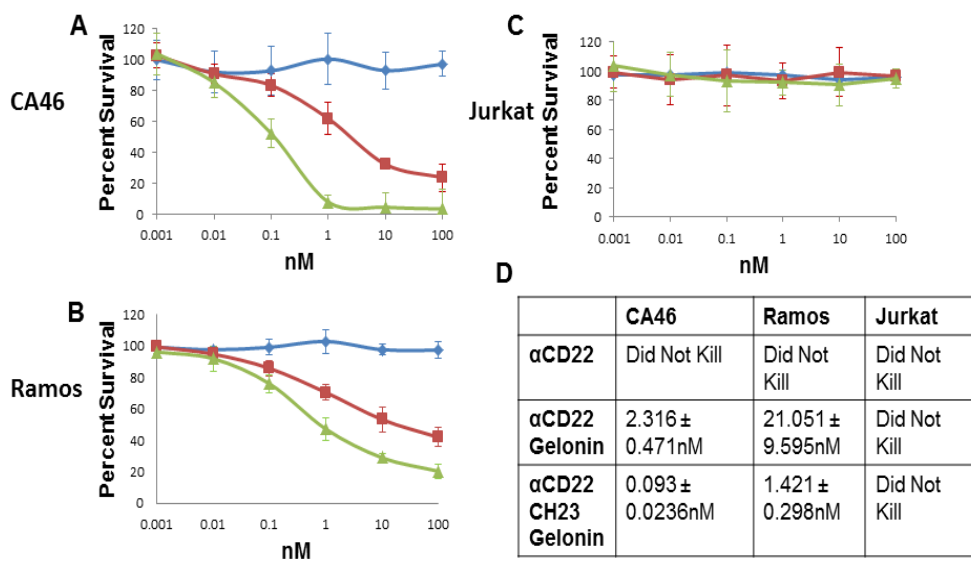 A
120
100
80
60
40
20
0
Percent Survival
CA46
0.001 0.01 0.1 1 10 100
nM
B
120
100
80
60
40
20
0
Percent Survival
Ramos
0.001 0.01 0.1 1 10 100
nM
C
120
100
80
60
40
20
0
Percent Survival
Jurkat
0.001 0.01 0.1 1 10 100
nM
D
CA46 Ramos Jurkat
αCD22 Did Not Kill Did Not Kill Did Not Kill
αCD22 Gelonin 2.316 ± 0.471nM 21.051 ± 9.595nM Did Not Kill
αCD22 CH23 Gelonin 0.093 ± 0.0236nM 1.421 ± 0.298nM Did Not Kill